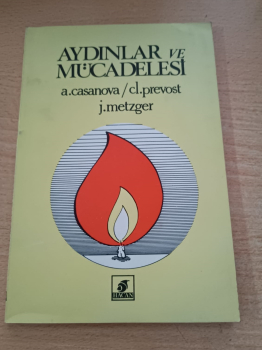 AYDINLAR VE
MÜCADELESİ
a.casanova/cl.prevost
j.metzger